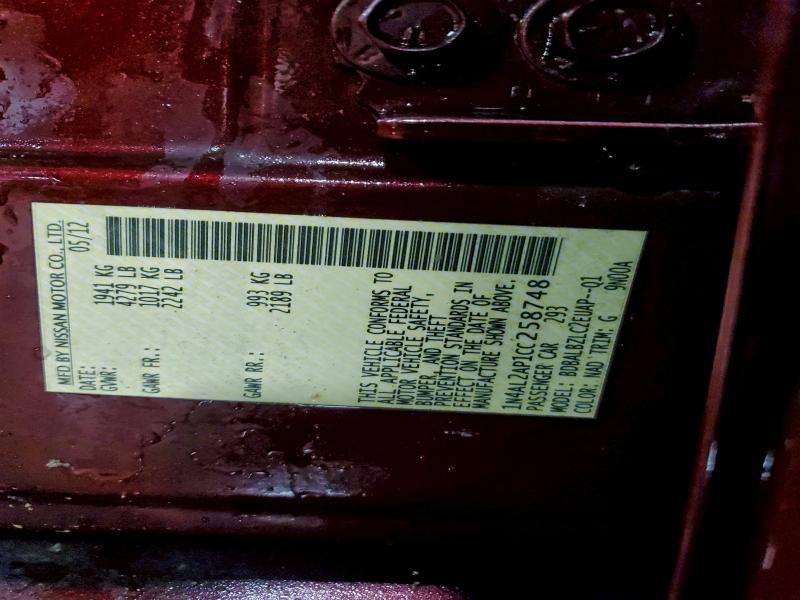 MFD BY NISSAN MOTOR CO., LTD.
DATE: 05/12
GVWR: 1941 KG
4279 LB
GAWR FR.: 1017 KG
2242 LB
GAWR RR.: 993 KG
2189 LB
THIS VEHICLE CONFORMS TO
ALL APPLICABLE FEDERAL
MOTOR VEHICLE SAFETY,
BUMPER, AND THEFT
PREVENTION STANDARDS IN
EFFECT ON THE DATE OF
MANUFACTURE SHOWN ABOVE.
1N4AL2AP1CC258748
PASSENGER CAR 293
MODEL: BDBALBZLC2EUAP--Q1
COLOR: NAD TRIM: G 9N00A